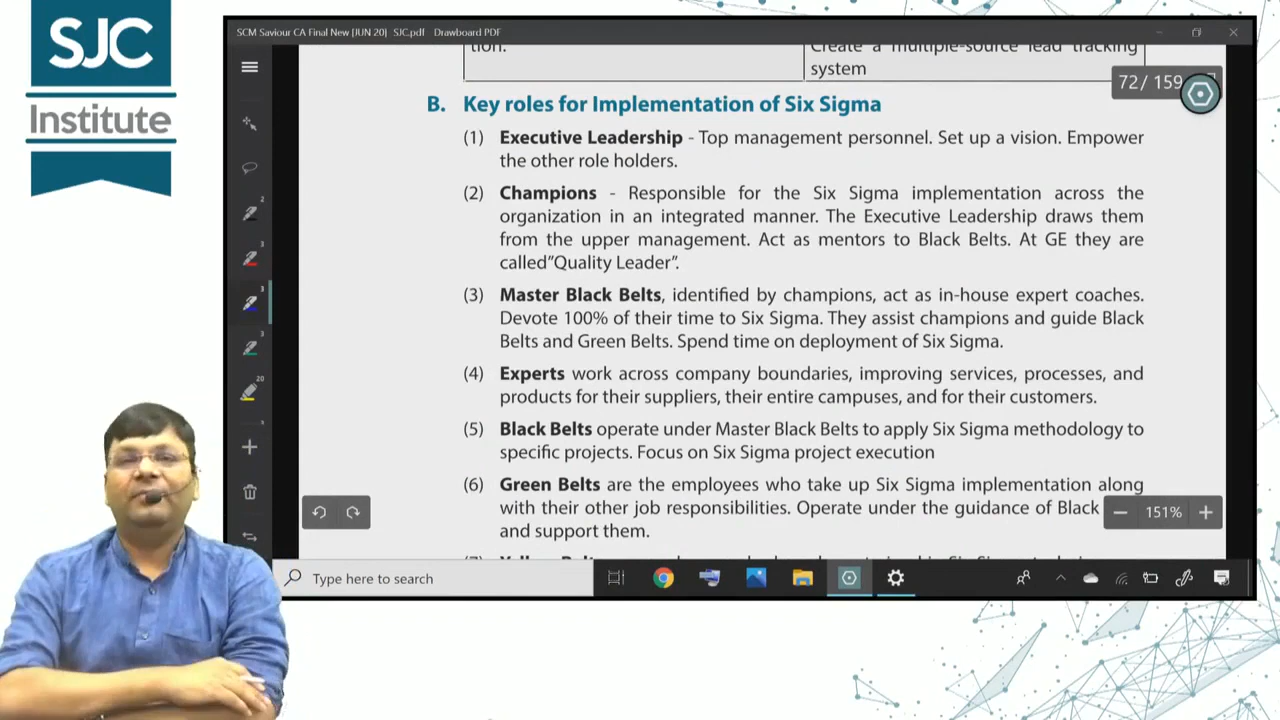 SJC
Institute
SCM Saviour CA Final New [JUN 20] SJC.pdf Drawboard PDF
tion.
Create a multiple-source lead tracking
system
72 / 159
B. Key roles for Implementation of Six Sigma
(1) Executive Leadership - Top management personnel. Set up a vision. Empower
the other role holders.
(2) Champions - Responsible for the Six Sigma implementation across the
organization in an integrated manner. The Executive Leadership draws them
from the upper management. Act as mentors to Black Belts. At GE they are
called”Quality Leader”.
(3) Master Black Belts, identified by champions, act as in-house expert coaches.
Devote 100% of their time to Six Sigma. They assist champions and guide Black
Belts and Green Belts. Spend time on deployment of Six Sigma.
(4) Experts work across company boundaries, improving services, processes, and
products for their suppliers, their entire campuses, and for their customers.
(5) Black Belts operate under Master Black Belts to apply Six Sigma methodology to
specific projects. Focus on Six Sigma project execution
(6) Green Belts are the employees who take up Six Sigma implementation along
with their other job responsibilities. Operate under the guidance of Black
and support them.
2
3
3
3
20
151%
Type here to search